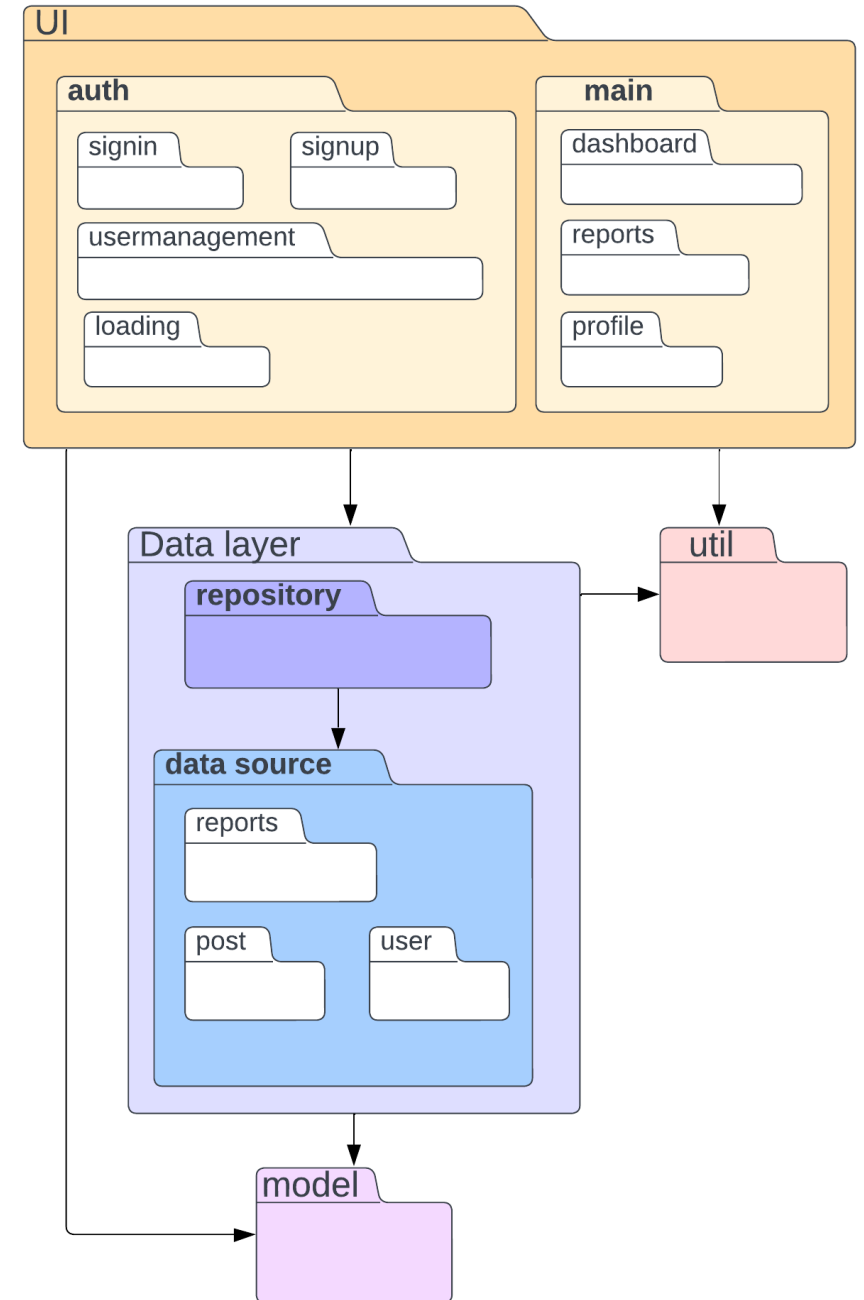 UI
auth
main
signin
signup
dashboard
usermanagement
reports
loading
profile
Data layer
util
repository
data source
reports
post
user
model